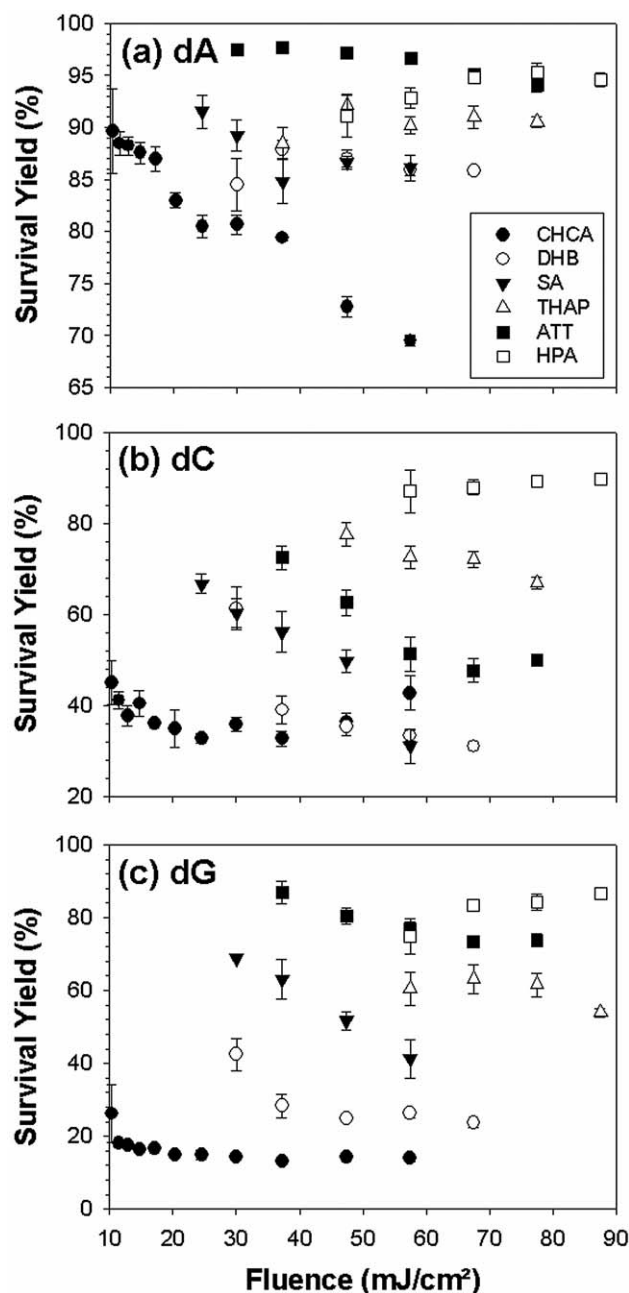 (a) dA
Survival Yield (%)
100
95
90
85
80
75
70
65
CHCA
DHB
SA
THAP
ATT
HPA
(b) dC
Survival Yield (%)
100
80
60
40
20
(c) dG
Survival Yield (%)
100
80
60
40
20
0
10 20 30 40 50 60 70 80 90
Fluence (mJ/cm²)